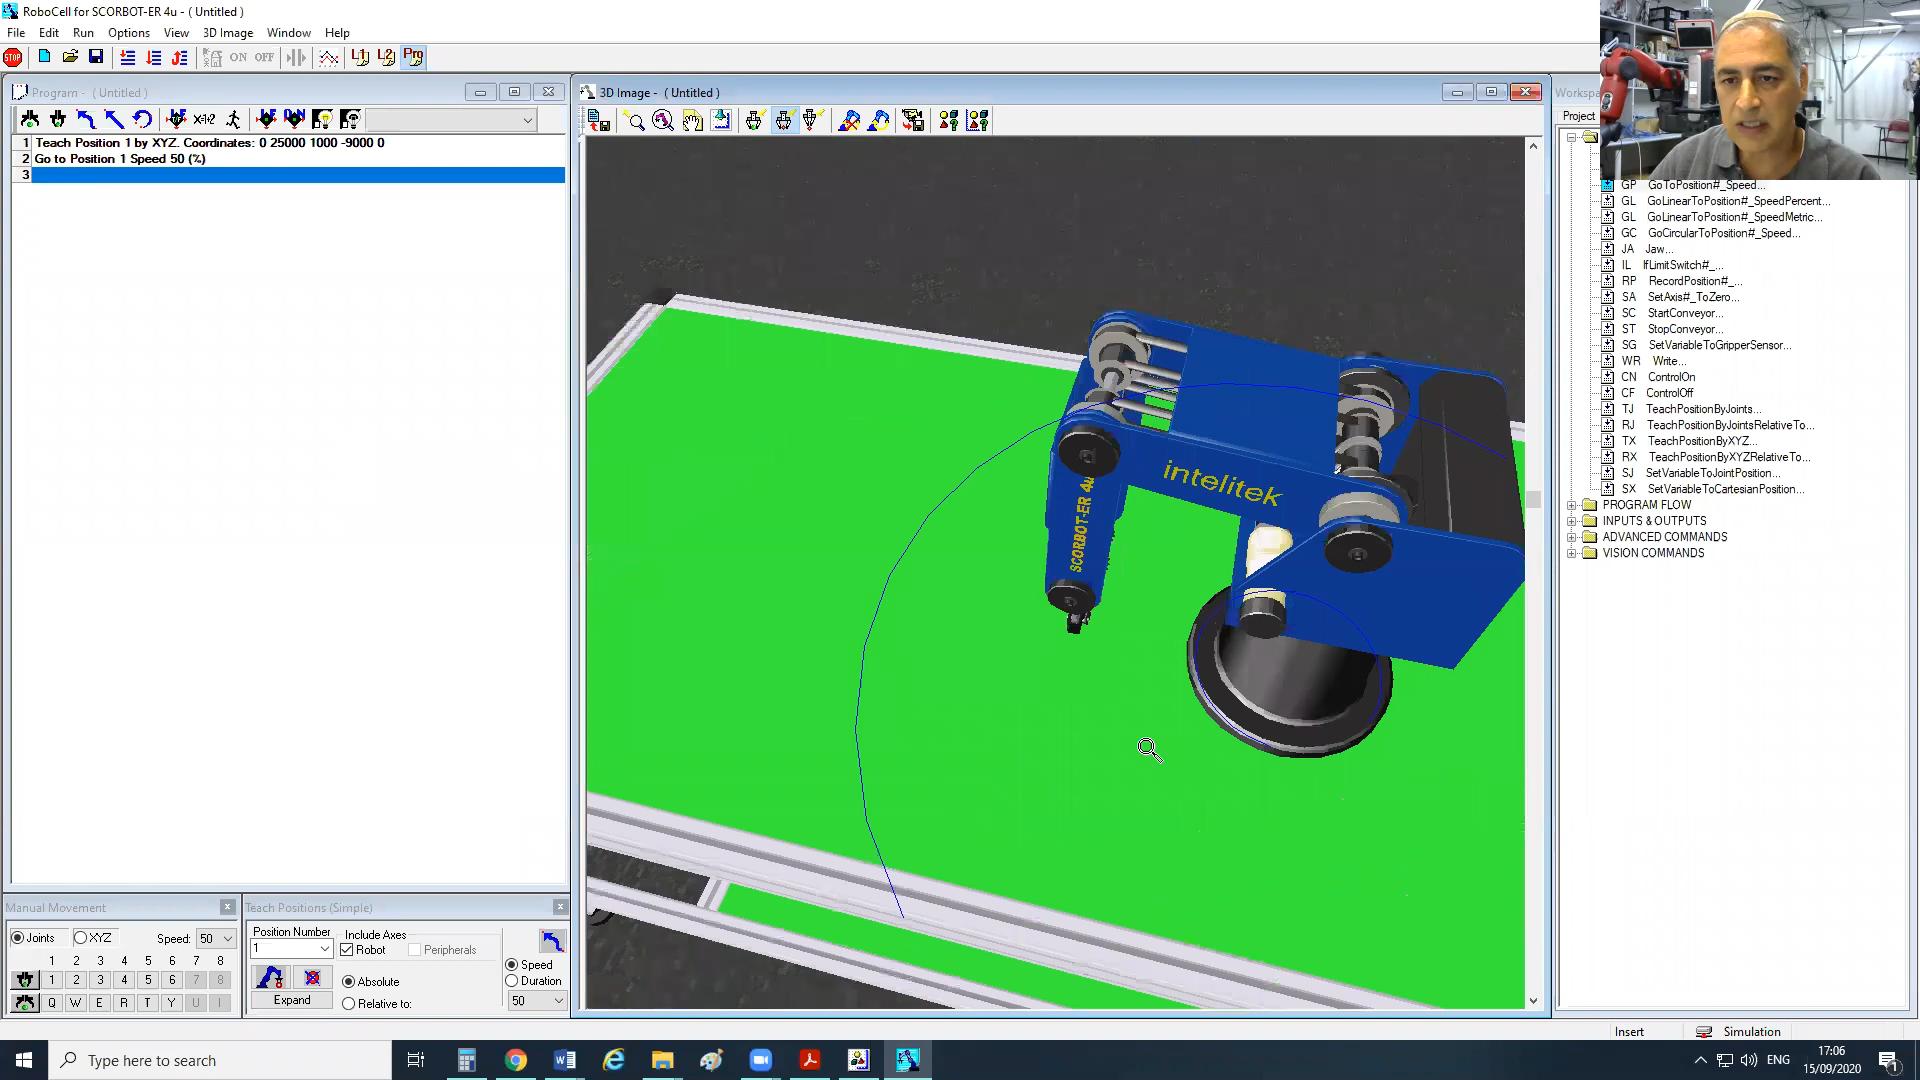 RoboCell for SCORBOT-ER 4u - ( Untitled )
File Edit Run Options View 3D Image Window Help
STOP ON OFF L1 L2 Pro
Program - ( Untitled )
3D Image - ( Untitled )
Workspa
Project
1 Teach Position 1 by XYZ. Coordinates: 0 25000 1000 -9000 0
2 Go to Position 1 Speed 50 (%)
3
GP GoToPosition#_Speed...
GL GoLinearToPosition#_SpeedPercent...
GL GoLinearToPosition#_SpeedMetric...
GC GoCircularToPosition#_Speed...
JA Jaw...
IL IfLimitSwitch#_...
RP RecordPosition#_...
SA SetAxis#_ToZero...
SC StartConveyor...
ST StopConveyor...
SG SetVariableToGripperSensor...
WR Write...
CN ControlOn
CF ControlOff
TJ TeachPositionByJoints...
RJ TeachPositionByJointsRelativeTo...
TX TeachPositionByXYZ...
RX TeachPositionByXYZRelativeTo...
SJ SetVariableToJointPosition...
SX SetVariableToCartesianPosition...
PROGRAM FLOW
INPUTS & OUTPUTS
ADVANCED COMMANDS
VISION COMMANDS
intelitek
SCORBOT-ER 4u
Manual Movement
Joints XYZ Speed: 50
1 2 3 4 5 6 7 8
1 2 3 4 5 6 7 8
Q W E R T Y U I
Teach Positions (Simple)
Position Number
1
Include Axes
Robot Peripherals
Absolute
Relative to:
Expand
Speed
Duration
50
Insert Simulation
Type here to search
ENG
17:06
15/09/2020
1